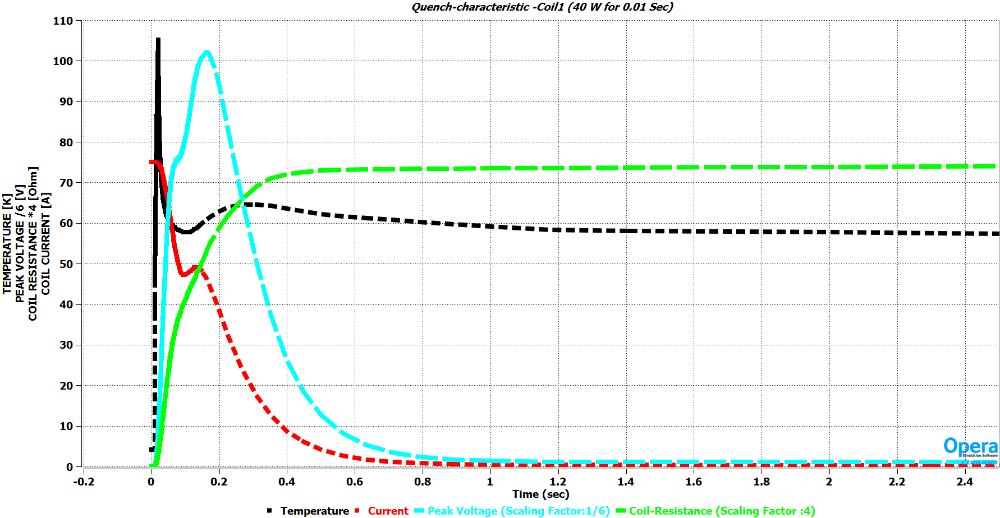 Quench-characteristic -Coil1 (40 W for 0.01 Sec)
TEMPERATURE [K]
PEAK VOLTAGE /6 [V]
COIL RESISTANCE *4 [Ohm]
COIL CURRENT [A]
110
100
90
80
70
60
50
40
30
20
10
0
-0.2 0 0.2 0.4 0.6 0.8 1 1.2 1.4 1.6 1.8 2 2.2 2.4
Time (sec)
Opera
Simulation Software
COBHAM
Temperature Current Peak Voltage (Scaling Factor:1/6) Coil-Resistance (Scaling Factor :4)